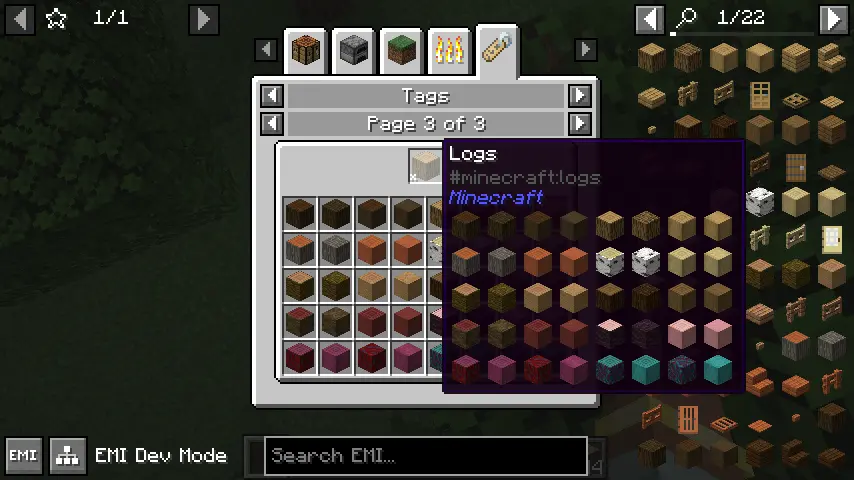 1/1
1/22
Tags
Page 3 of 3
Logs
#minecraft:logs
Minecraft
EMI
EMI Dev Mode
Search EMI...